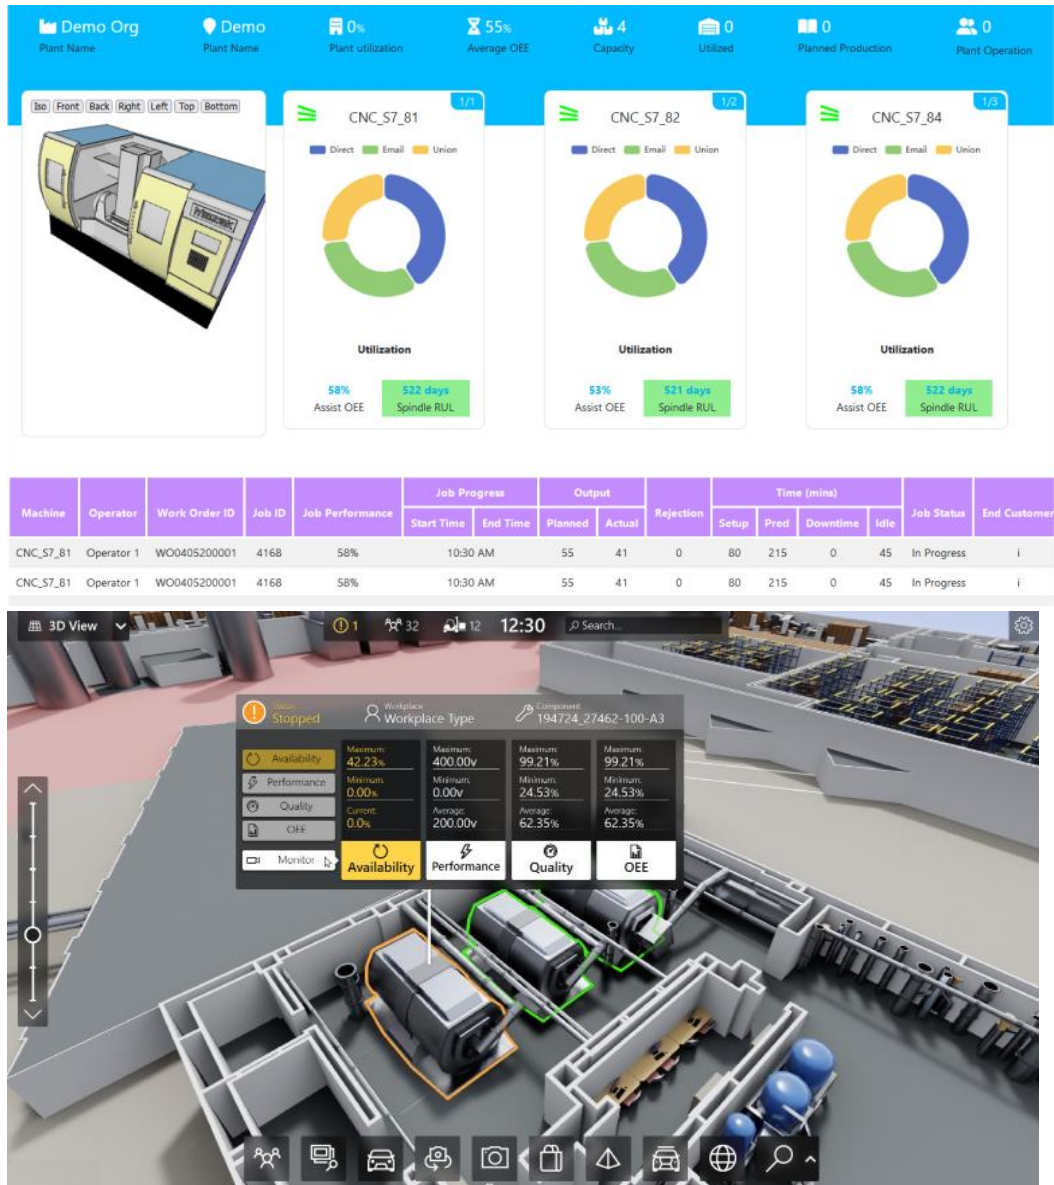 Demo Org Demo 0% 55% 4 0 0 0
Plant Name Plant Name Plant utilization Average OEE Capacity Utilized Planned Production Plant Operation
Iso Front Back Right Left Top Bottom
1/1
CNC_S7_81
Direct Email Union
Utilization
58% 522 days
Assist OEE Spindle RUL
1/2
CNC_S7_82
Direct Email Union
Utilization
53% 521 days
Assist OEE Spindle RUL
1/3
CNC_S7_84
Direct Email Union
Utilization
58% 522 days
Assist OEE Spindle RUL
Job Progress Output Time (mins)
Machine Operator Work Order ID Job ID Job Performance Rejection Job Status End Customer
Start Time End Time Planned Actual Setup Pred Downtime Idle
CNC_S7_81 Operator 1 WO0405200001 4168 58% 10:30 AM 55 41 0 80 215 0 45 In Progress i
CNC_S7_81 Operator 1 WO0405200001 4168 58% 10:30 AM 55 41 0 80 215 0 45 In Progress i
3D View 1 32 12 12:30 Search...
Status Workplace Component
Stopped Workplace Type 194724_27462-100-A3
Availability
Performance
Quality
OEE
Monitor
Maximum: Maximum: Maximum: Maximum:
42.23% 400.00v 99.21% 99.21%
Minimum: Minimum: Minimum: Minimum:
0.00% 0.00v 24.53% 24.53%
Current: Average: Average: Average:
0.0% 200.00v 62.35% 62.35%
Availability Performance Quality OEE